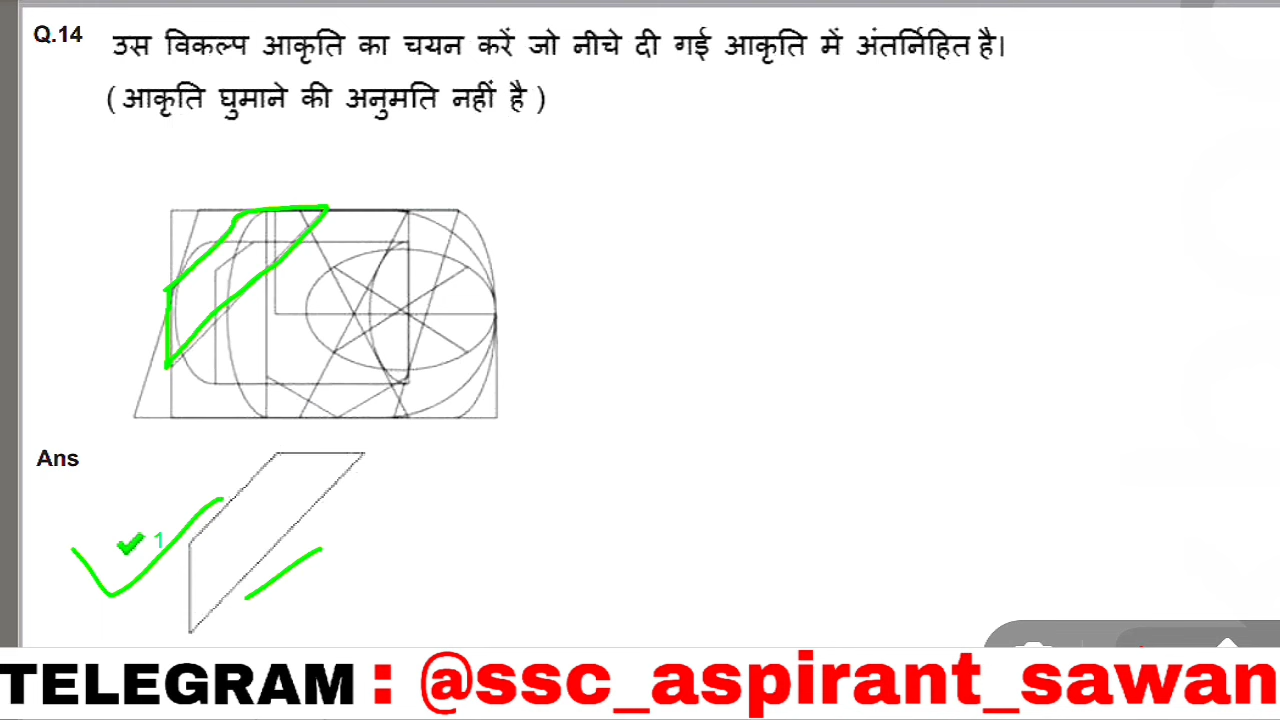 Q.14 उस विकल्प आकृति का चयन करें जो नीचे दी गई आकृति में अंतर्निहित है।
( आकृति घुमाने की अनुमति नहीं है )
Ans
1
TELEGRAM : @ssc_aspirant_sawan